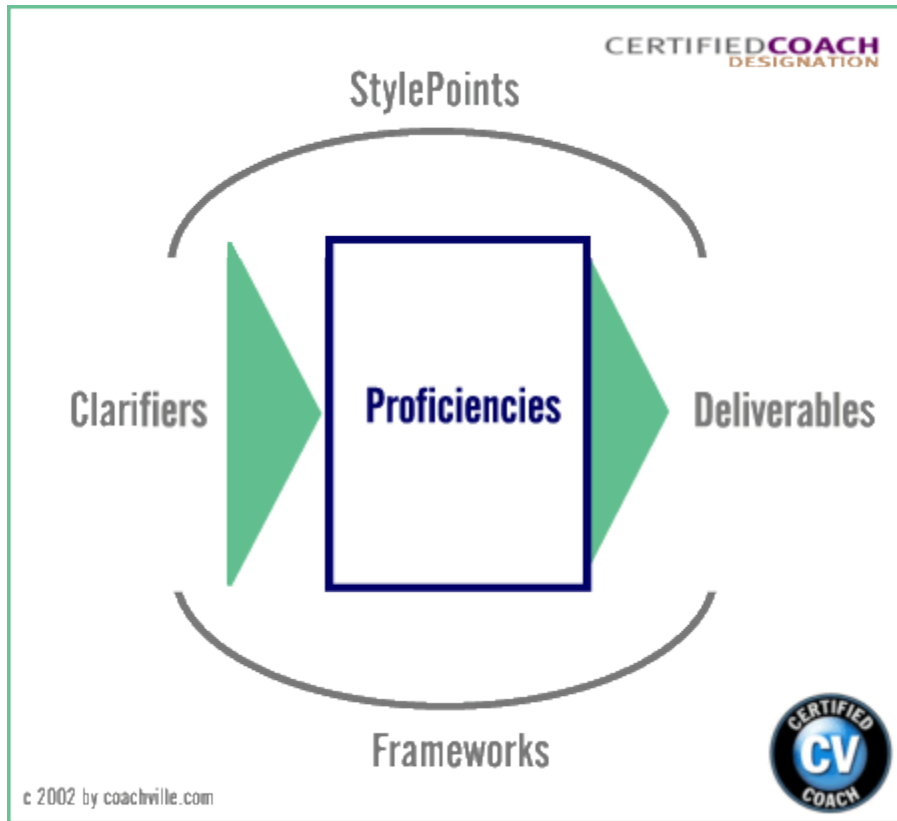 CERTIFIEDCOACH
DESIGNATION
StylePoints
Clarifiers
Proficiencies
Deliverables
Frameworks
c 2002 by coachville.com
CERTIFIED
CV
COACH